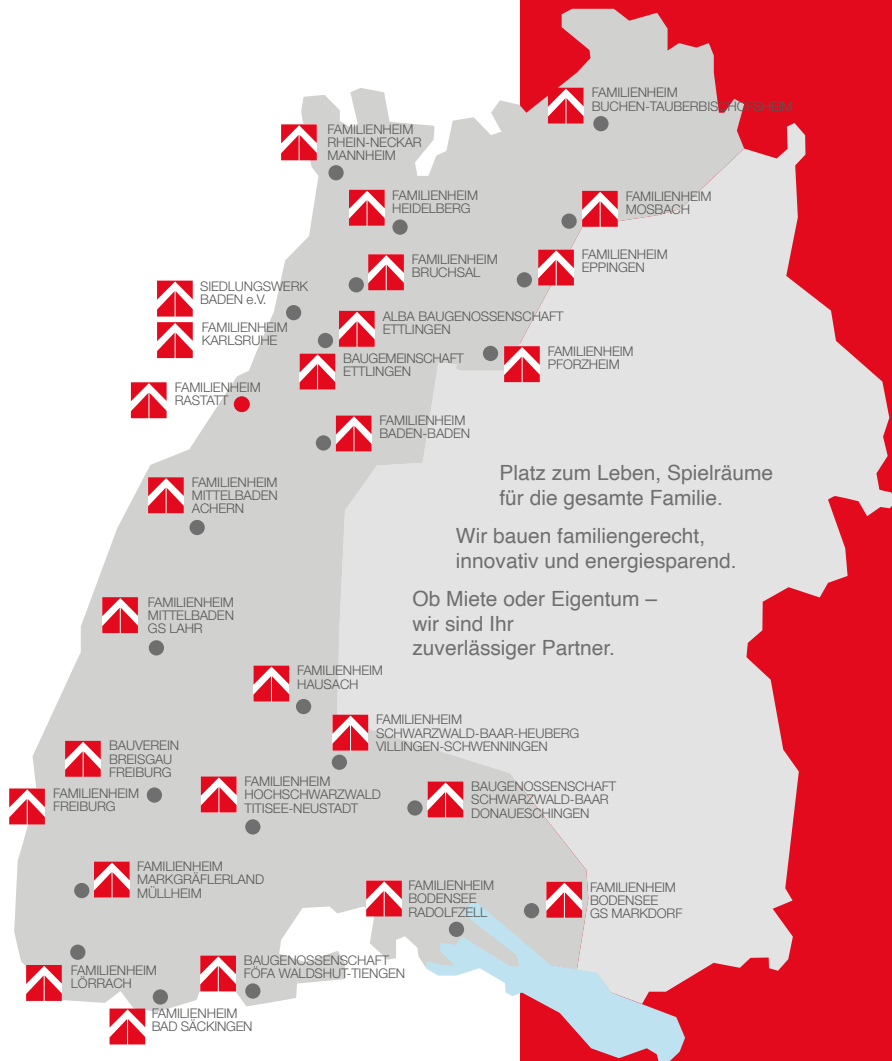 FAMILIENHEIM
BUCHEN-TAUBERBISCHOFSHEIM
FAMILIENHEIM
RHEIN-NECKAR
MANNHEIM
FAMILIENHEIM
HEIDELBERG
FAMILIENHEIM
MOSBACH
FAMILIENHEIM
BRUCHSAL
FAMILIENHEIM
EPPINGEN
SIEDLUNGSWERK
BADEN e.V.
FAMILIENHEIM
KARLSRUHE
ALBA BAUGENOSSENSCHAFT
ETTLINGEN
BAUGEMEINSCHAFT
ETTLINGEN
FAMILIENHEIM
PFORZHEIM
FAMILIENHEIM
RASTATT
FAMILIENHEIM
BADEN-BADEN
Platz zum Leben, Spielräume
für die gesamte Familie.
Wir bauen familiengerecht,
innovativ und energiesparend.
Ob Miete oder Eigentum –
wir sind Ihr
zuverlässiger Partner.
FAMILIENHEIM
MITTELBADEN
ACHERN
FAMILIENHEIM
MITTELBADEN
GS LAHR
FAMILIENHEIM
HAUSACH
FAMILIENHEIM
SCHWARZWALD-BAAR-HEUBERG
VILLINGEN-SCHWENNINGEN
BAUVEREIN
BREISGAU
FREIBURG
FAMILIENHEIM
FREIBURG
FAMILIENHEIM
HOCHSCHWARZWALD
TITISEE-NEUSTADT
BAUGENOSSENSCHAFT
SCHWARZWALD-BAAR
DONAUESCHINGEN
FAMILIENHEIM
MARKGRÄFLERLAND
MÜLLHEIM
FAMILIENHEIM
BODENSEE
RADOLFZELL
FAMILIENHEIM
BODENSEE
GS MARKDORF
FAMILIENHEIM
LÖRRACH
BAUGENOSSENSCHAFT
FÖFA WALDSHUT-TIENGEN
FAMILIENHEIM
BAD SÄCKINGEN